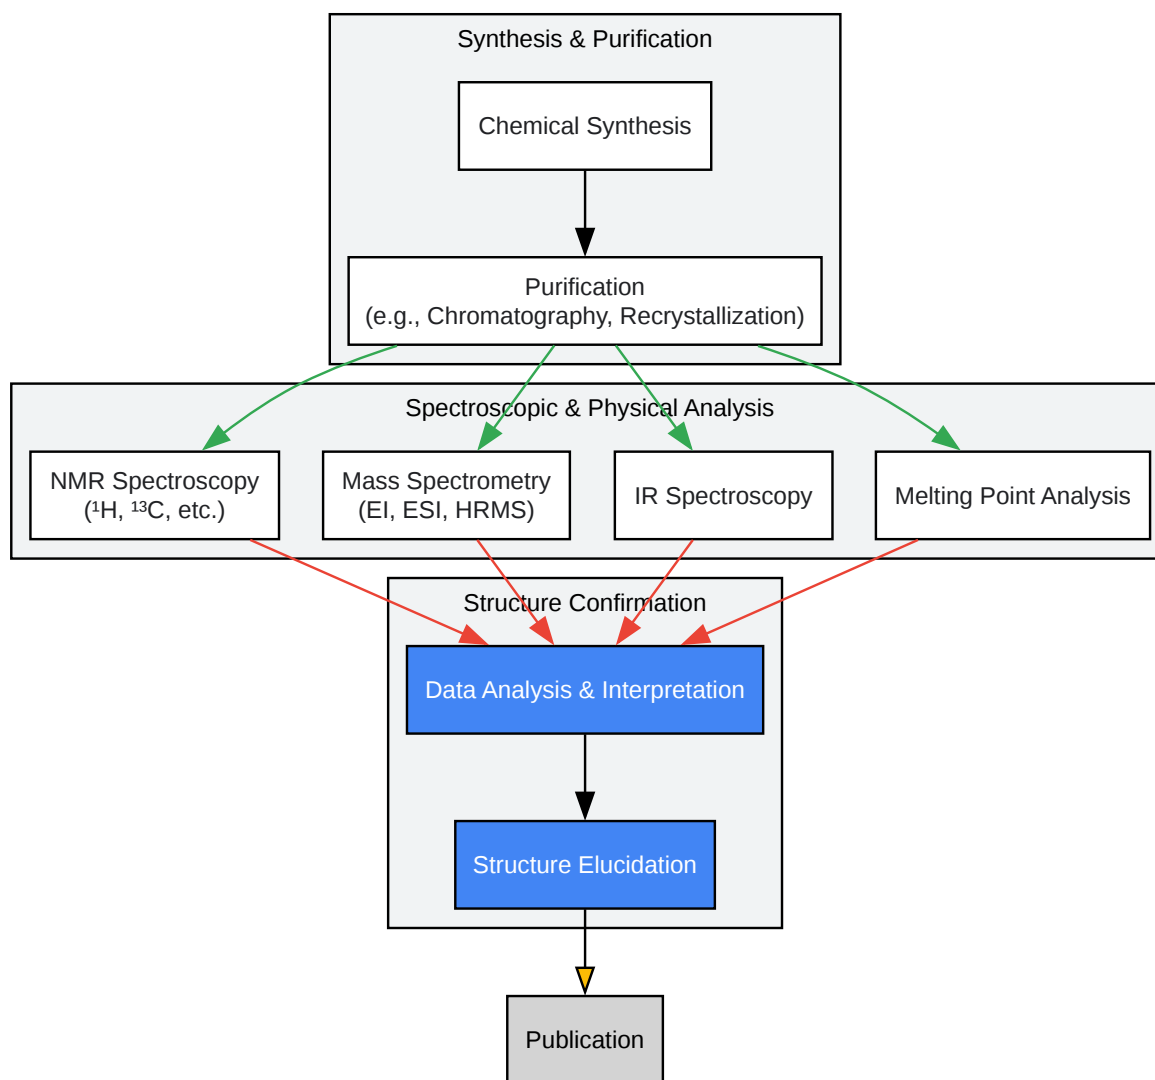 Synthesis & Purification
Chemical Synthesis
Purification
(e.g., Chromatography, Recrystallization)
Spectroscopic & Physical Analysis
NMR Spectroscopy
(¹H, ¹³C, etc.)
Mass Spectrometry
(EI, ESI, HRMS)
IR Spectroscopy
Melting Point Analysis
Structure Confirmation
Data Analysis & Interpretation
Structure Elucidation
Publication